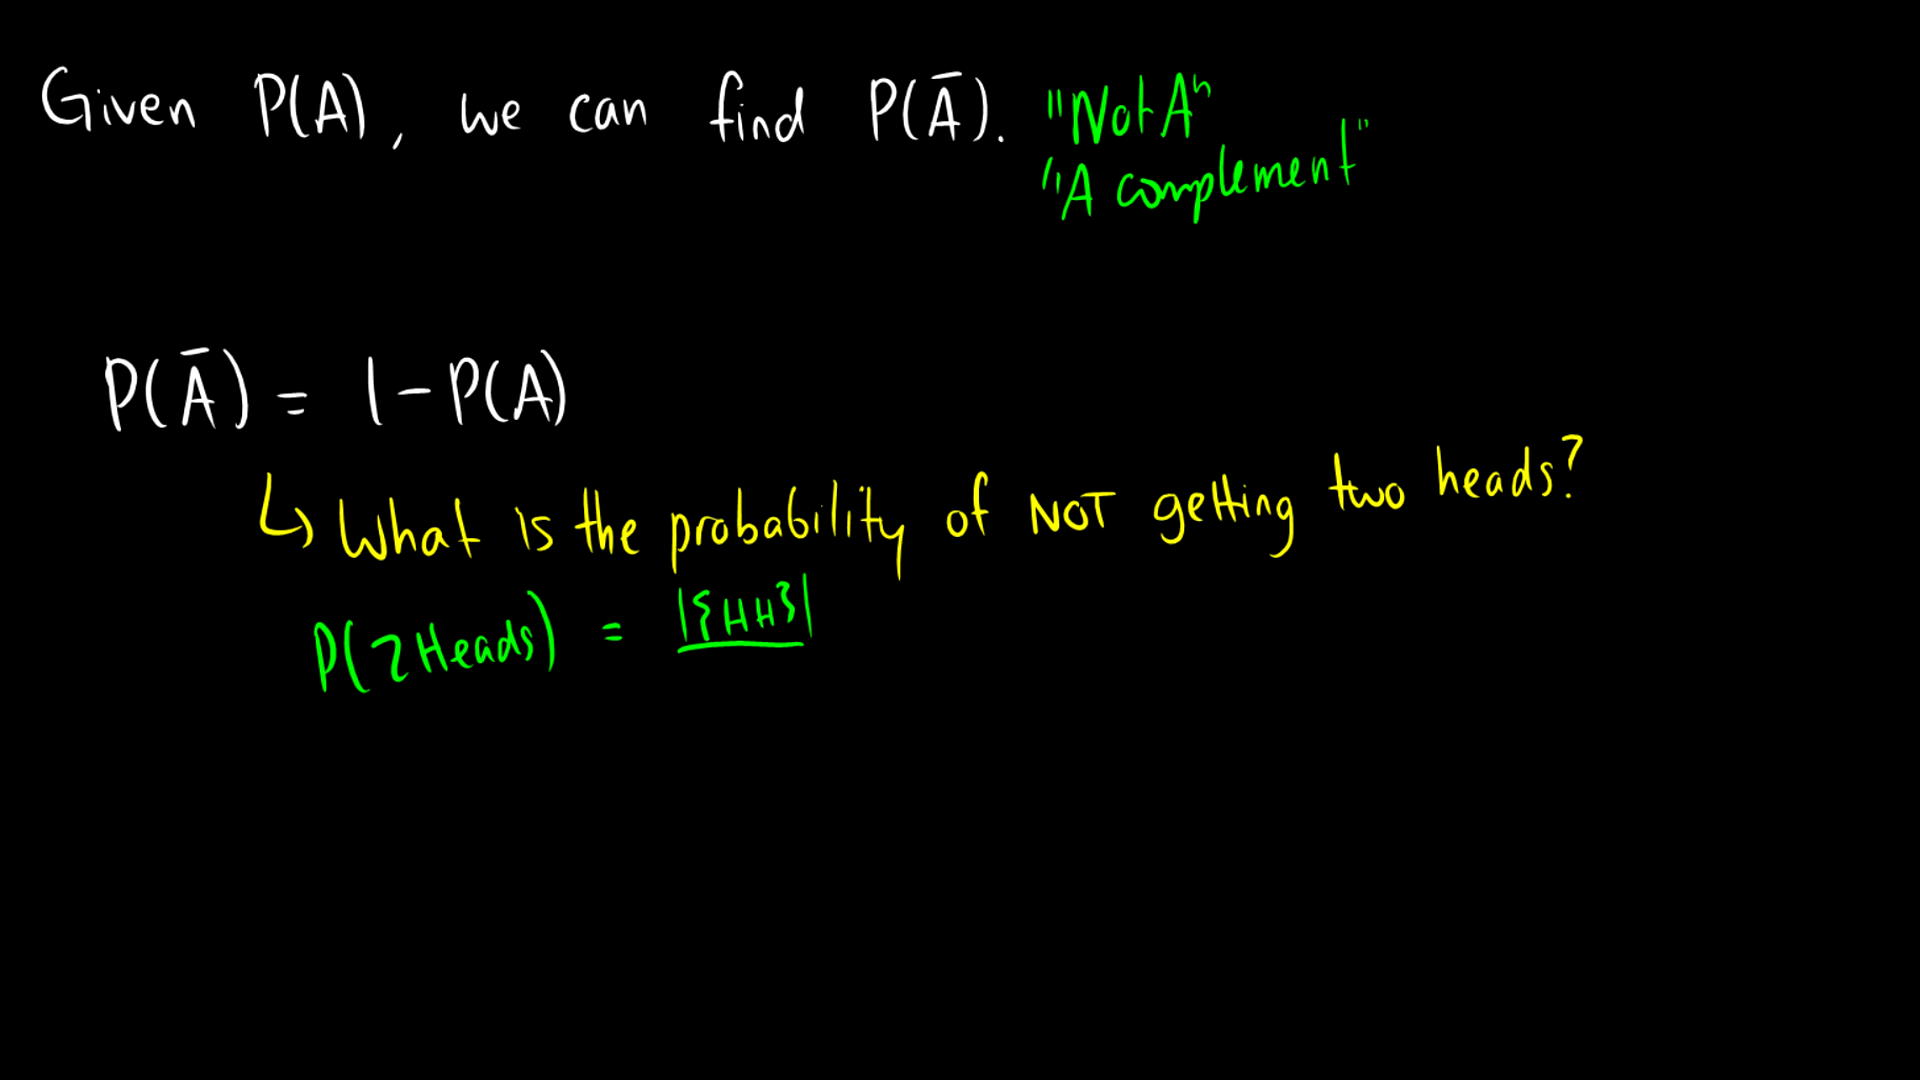 Given P(A), we can find P(Ā). "Not A"
"A complement"
P(Ā) = 1 - P(A)
↳ What is the probability of NOT getting two heads?
P(2 Heads) = |{HH}|